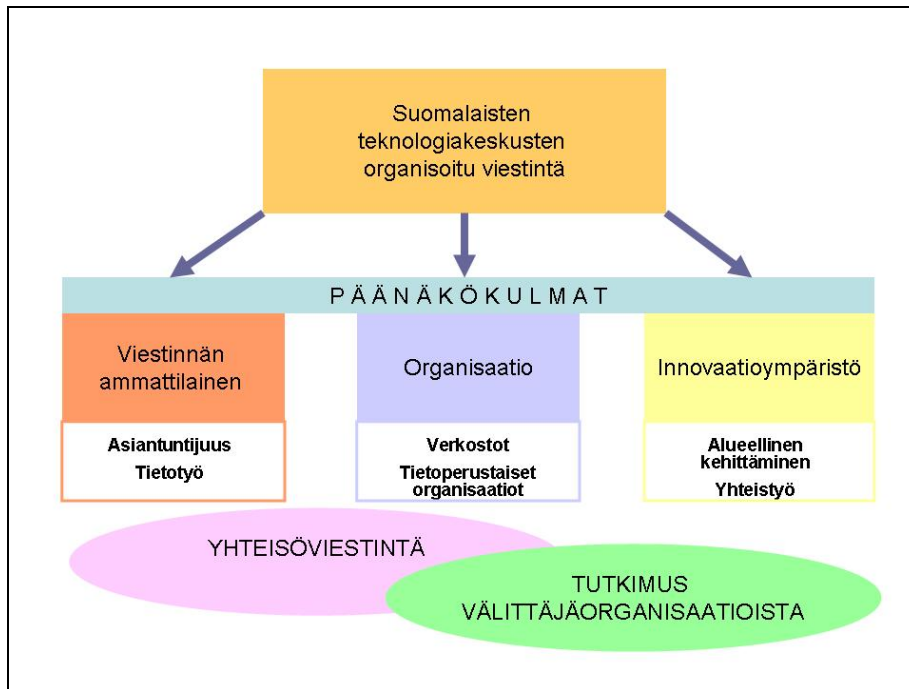 Suomalaisten
teknologiakeskusten
organisoitu viestintä
PÄÄNÄKÖKULMAT
Viestinnän
ammattilainen
Asiantuntijuus
Tietotyö
Organisaatio
Verkostot
Tietoperustaiset
organisaatiot
Innovaatioympäristö
Alueellinen
kehittäminen
Yhteistyö
YHTEISÖVIESTINTÄ
TUTKIMUS
VÄLITTÄJÄORGANISAATIOISTA